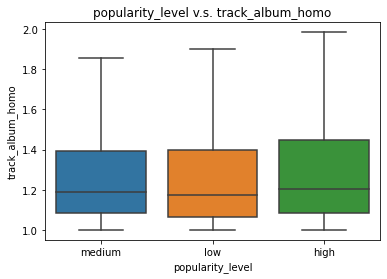 popularity_level v.s. track_album_homo
track_album_homo
2.0
1.8
1.6
1.4
1.2
1.0
medium low high
popularity_level